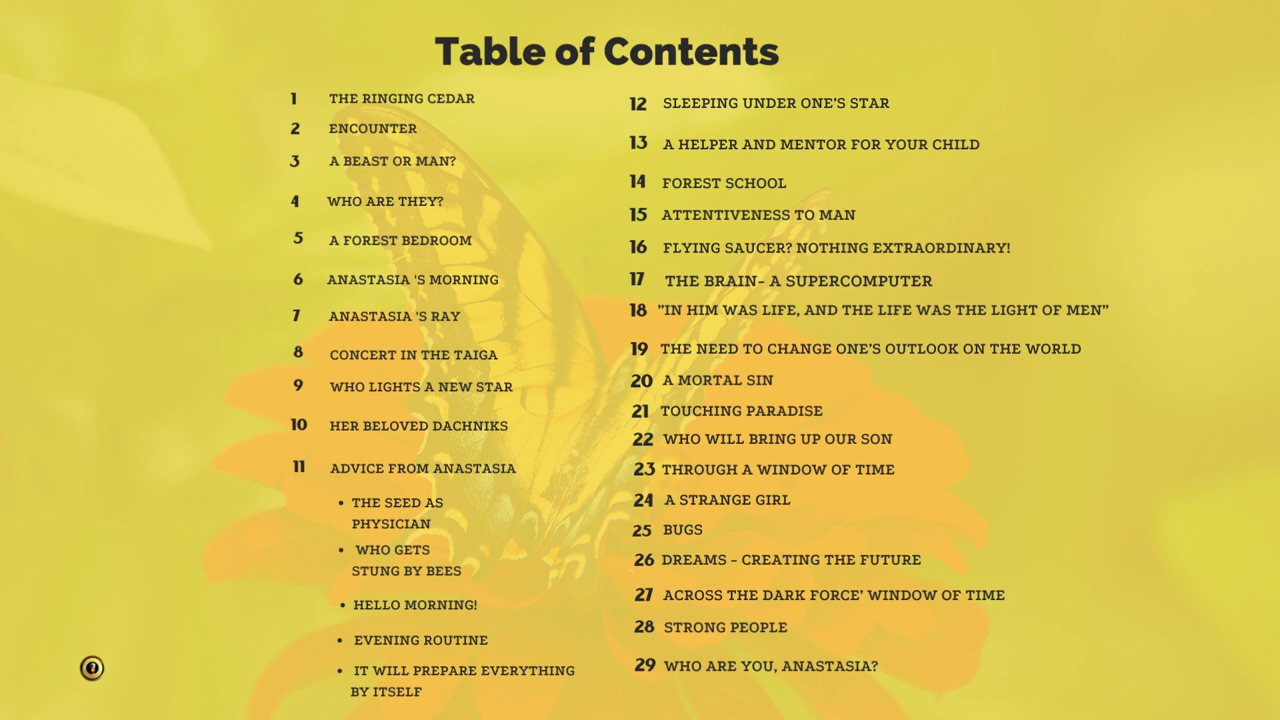 Table of Contents
1 THE RINGING CEDAR
2 ENCOUNTER
3 A BEAST OR MAN?
4 WHO ARE THEY?
5 A FOREST BEDROOM
6 ANASTASIA 'S MORNING
7 ANASTASIA 'S RAY
8 CONCERT IN THE TAIGA
9 WHO LIGHTS A NEW STAR
10 HER BELOVED DACHNIKS
11 ADVICE FROM ANASTASIA
• THE SEED AS
PHYSICIAN
• WHO GETS
STUNG BY BEES
• HELLO MORNING!
• EVENING ROUTINE
• IT WILL PREPARE EVERYTHING
BY ITSELF
12 SLEEPING UNDER ONE'S STAR
13 A HELPER AND MENTOR FOR YOUR CHILD
14 FOREST SCHOOL
15 ATTENTIVENESS TO MAN
16 FLYING SAUCER? NOTHING EXTRAORDINARY!
17 THE BRAIN- A SUPERCOMPUTER
18 "IN HIM WAS LIFE, AND THE LIFE WAS THE LIGHT OF MEN"
19 THE NEED TO CHANGE ONE'S OUTLOOK ON THE WORLD
20 A MORTAL SIN
21 TOUCHING PARADISE
22 WHO WILL BRING UP OUR SON
23 THROUGH A WINDOW OF TIME
24 A STRANGE GIRL
25 BUGS
26 DREAMS - CREATING THE FUTURE
27 ACROSS THE DARK FORCE' WINDOW OF TIME
28 STRONG PEOPLE
29 WHO ARE YOU, ANASTASIA?
?